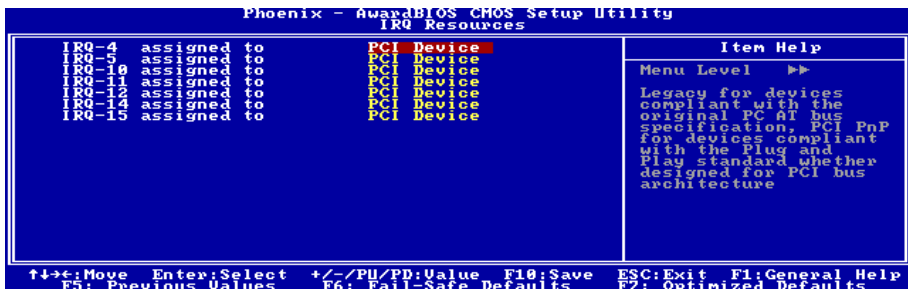 Phoenix - AwardBIOS CMOS Setup Utility
IRQ Resources
IRQ-4 assigned to PCI Device
IRQ-5 assigned to PCI Device
IRQ-10 assigned to PCI Device
IRQ-11 assigned to PCI Device
IRQ-12 assigned to PCI Device
IRQ-14 assigned to PCI Device
IRQ-15 assigned to PCI Device
Item Help
Menu Level ▶▶
Legacy for devices
compliant with the
original PC AT bus
specification, PCI PnP
for devices compliant
with the Plug and
Play standard whether
designed for PCI bus
architecture
↑↓→←:Move Enter:Select +/-/PU/PD:Value F10:Save ESC:Exit F1:General Help
F5: Previous Values F6: Fail-Safe Defaults F7: Optimized Defaults